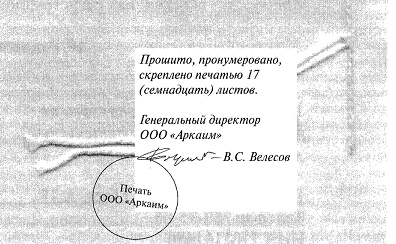 Прошито, пронумеровано,
скреплено печатью 17
(семнадцать) листов.
Генеральный директор
ООО «Аркаим»
– В.С. Велесов
Печать
ООО «Аркаим»